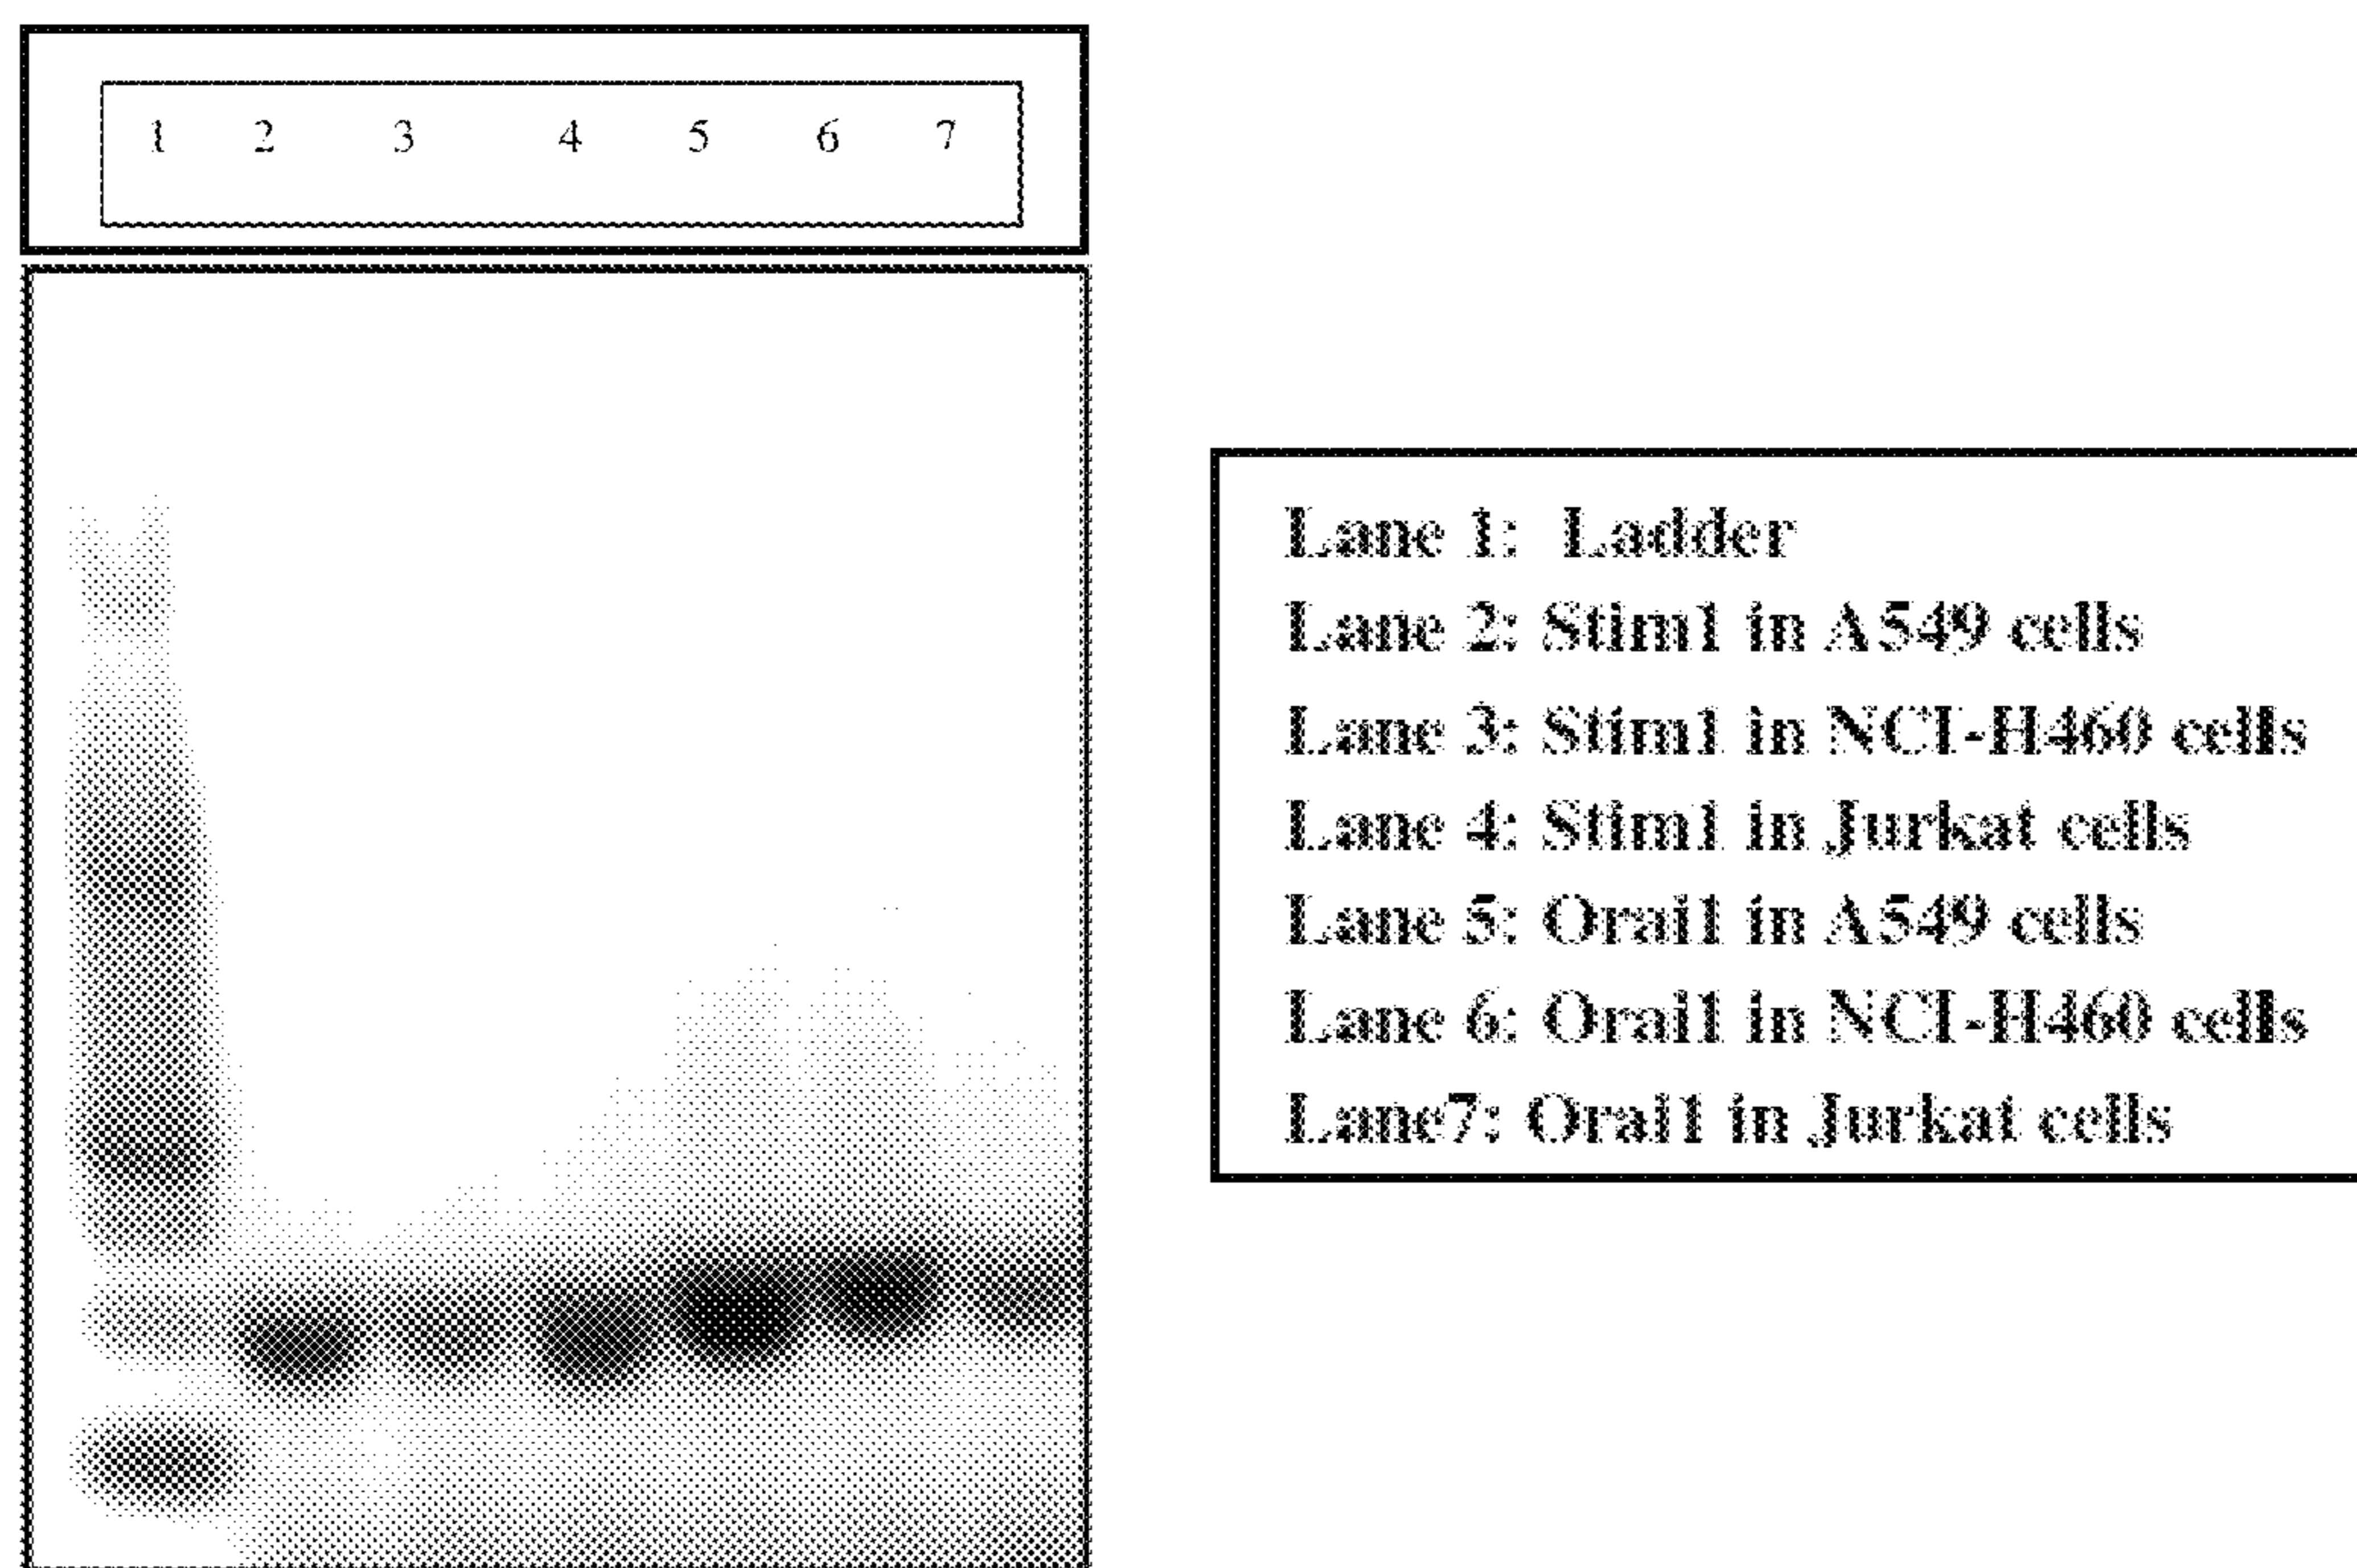 1 2 3 4 5 6 7
Lane 1: Ladder
Lane 2: Stim1 in A549 cells
Lane 3: Stim1 in NCI-H460 cells
Lane 4: Stim1 in Jurkat cells
Lane 5: Orai1 in A549 cells
Lane 6: Orai1 in NCI-H460 cells
Lane7: Orai1 in Jurkat cells